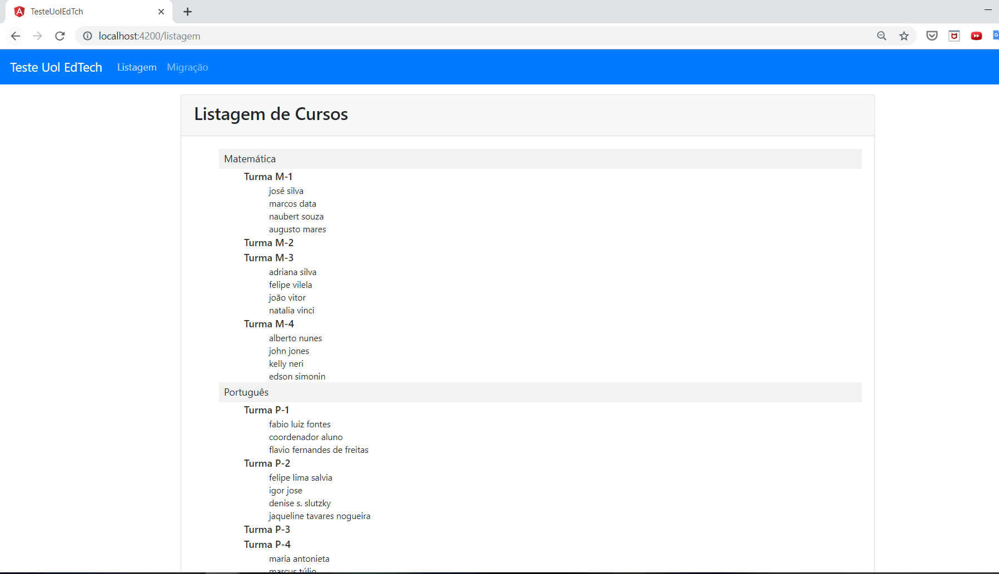 TesteUolEdTch
localhost:4200/listagem
Teste Uol EdTech Listagem Migração
Listagem de Cursos
Matemática
Turma M-1
josé silva
marcos data
naubert souza
augusto mares
Turma M-2
Turma M-3
adriana silva
felipe vilela
joão vitor
natalia vinci
Turma M-4
alberto nunes
john jones
kelly neri
edson simonin
Português
Turma P-1
fabio luiz fontes
coordenador aluno
flavio fernandes de freitas
Turma P-2
felipe lima salvia
igor jose
denise s. slutzky
jaqueline tavares nogueira
Turma P-3
Turma P-4
maria antonieta
marcus túlio